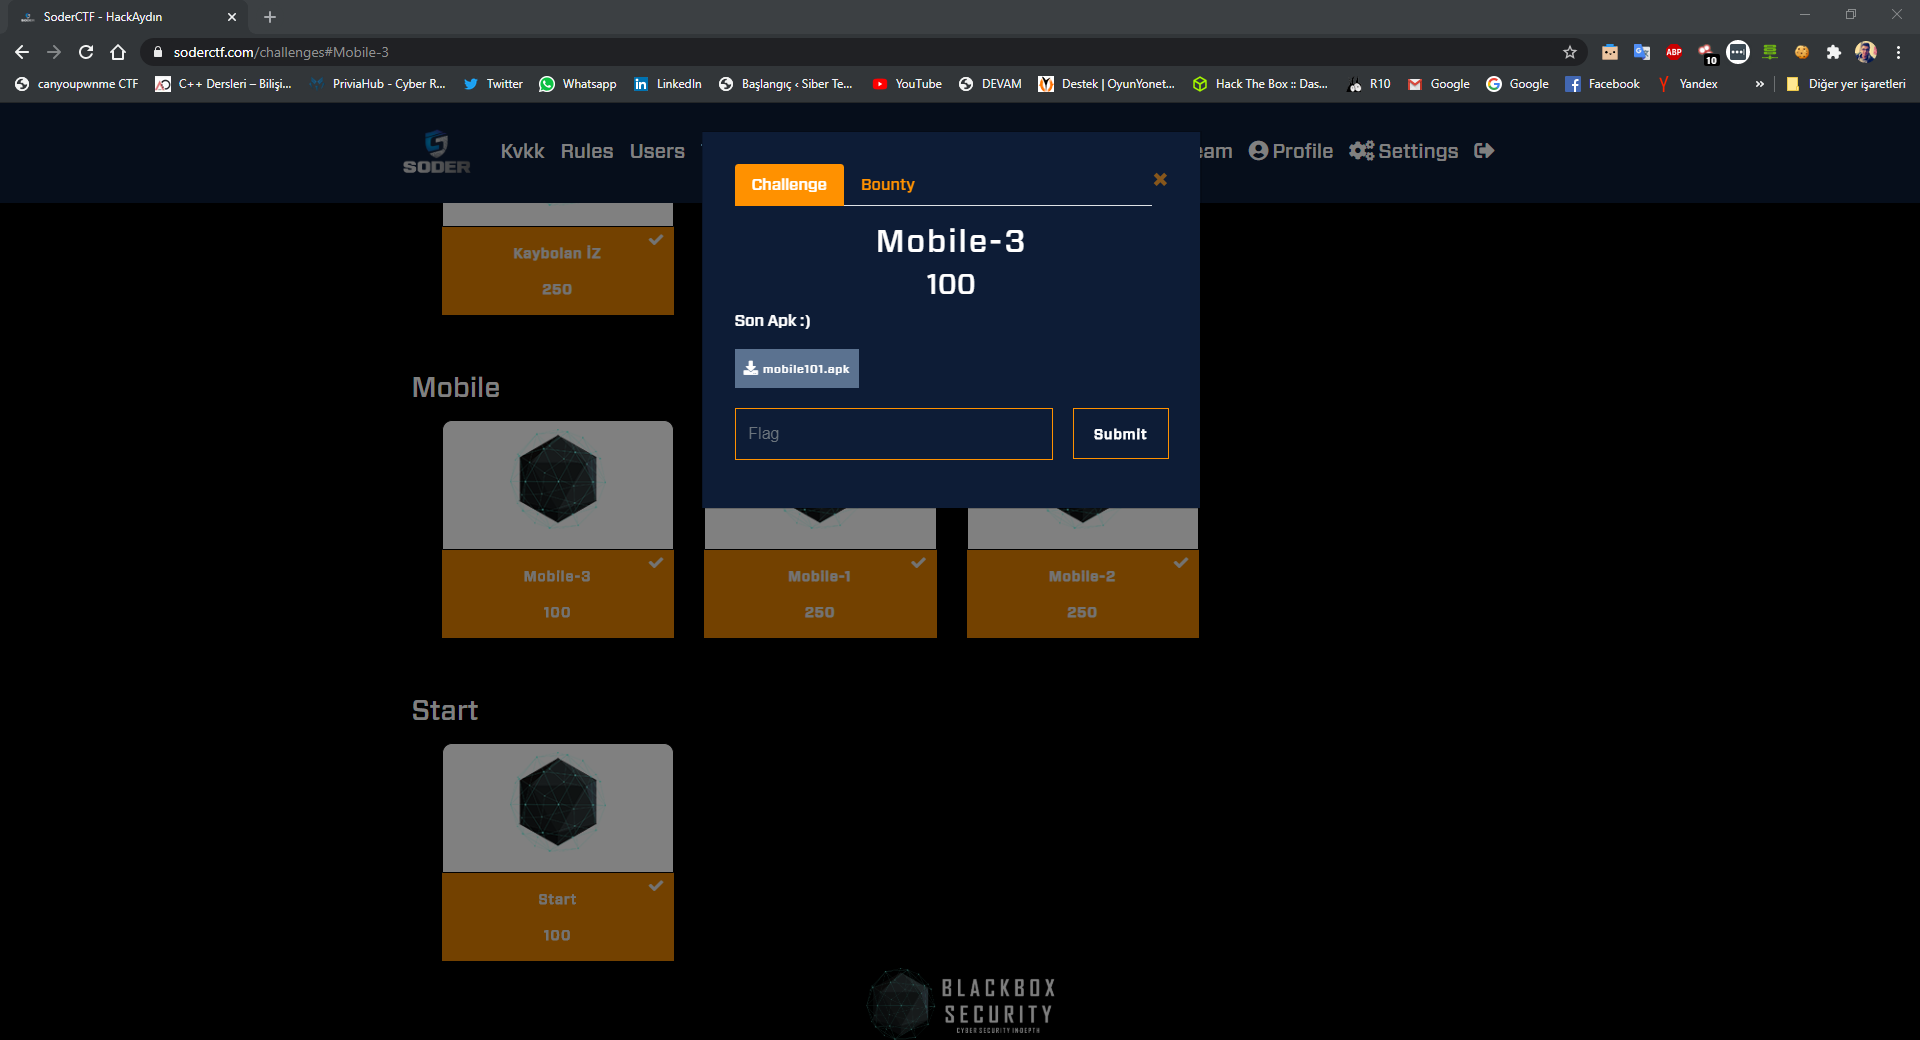 SoderCTF - HackAydın
soderctf.com/challenges#Mobile-3
ABP
10
canyoupwnme CTF
C++ Dersleri – Bilişi...
PriviaHub - Cyber R...
Twitter
Whatsapp
LinkedIn
Başlangıç ‹ Siber Te...
YouTube
DEVAM
Destek | OyunYonet...
Hack The Box :: Das...
R10
Google
Google
Facebook
Yandex
»
Diğer yer işaretleri
SODER
Kvkk
Rules
Users
eam
Profile
Settings
Challenge
Bounty
Mobile-3
100
Son Apk :)
mobile101.apk
Flag
Submit
Kaybolan İZ
250
Mobile
Mobile-3
100
Mobile-1
250
Mobile-2
250
Start
Start
100
BLACKBOX
SECURITY
CYBER SECURITY INDEPTH